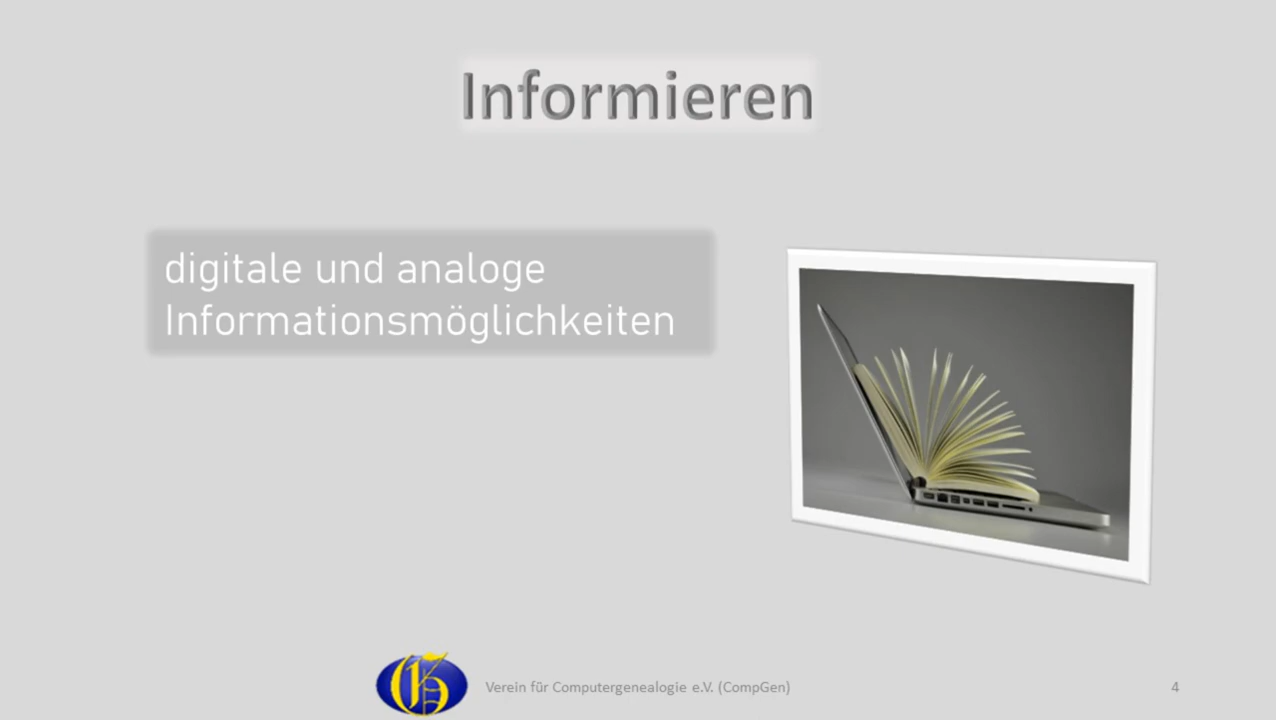 Informieren
digitale und analoge
Informationsmöglichkeiten
Verein für Computergenealogie e.V. (CompGen)
4